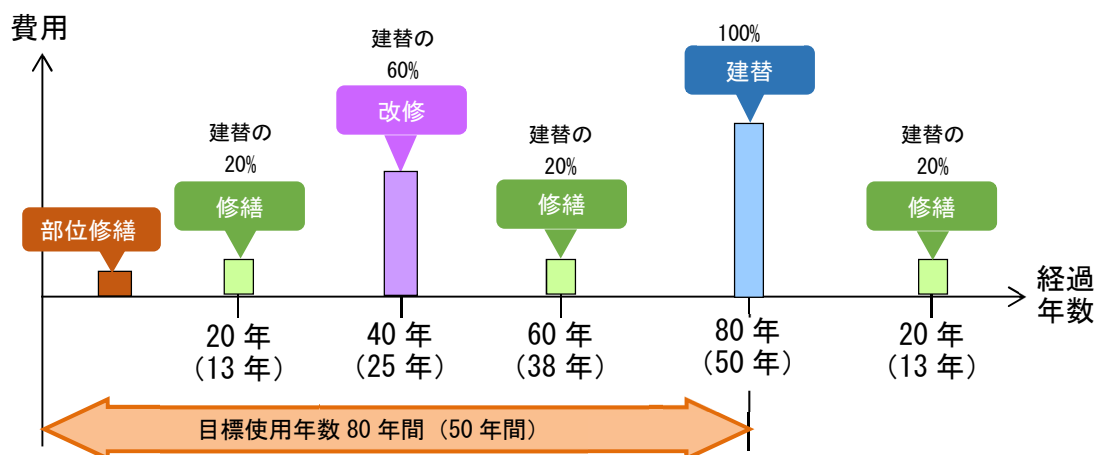 費用
部位修繕
建替の
20%
修繕
建替の
60%
改修
建替の
20%
修繕
100%
建替
建替の
20%
修繕
経過
年数
20 年
(13 年)
40 年
(25 年)
60 年
(38 年)
80 年
(50 年)
20 年
(13 年)
目標使用年数 80 年間（50 年間）